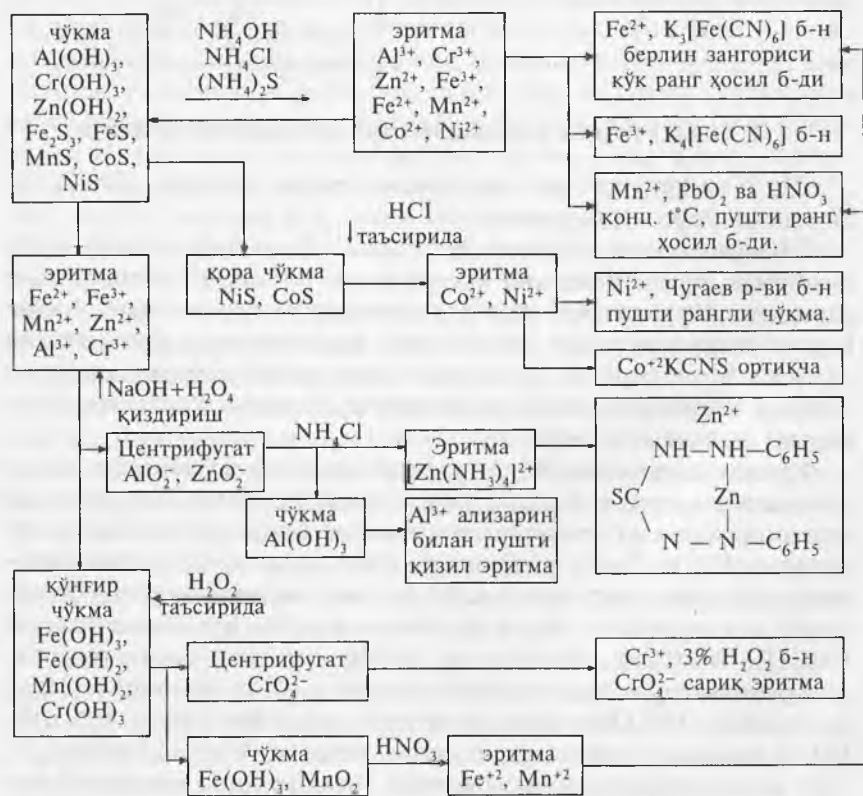 чўкма
Al(OH)₃,
Cr(OH)₃,
Zn(OH)₂,
Fe₂S₃, FeS,
MnS, CoS,
NiS
NH₄OH
NH₄Cl
(NH₄)₂S
эритма
Al³⁺, Cr³⁺,
Zn²⁺, Fe³⁺,
Fe²⁺, Mn²⁺,
Co²⁺, Ni²⁺
Fe²⁺, K₃[Fe(CN)₆] б-н
берлин зангориси
кўк ранг ҳосил б-ди
Fe³⁺, K₄[Fe(CN)₆] б-н
Mn²⁺, PbO₂ ва HNO₃
конц. t°C, пушти ранг
ҳосил б-ди.
HCl
таъсирида
эритма
Fe²⁺, Fe³⁺,
Mn²⁺, Zn²⁺,
Al³⁺, Cr³⁺
қора чўкма
NiS, CoS
эритма
Co²⁺, Ni²⁺
Ni²⁺, Чугаев р-ви б-н
пушти рангли чўкма.
Co⁺²KCNS ортиқча
NaOH+H₂O₄
қиздириш
Центрифугат
AlO₂⁻, ZnO₂⁻
NH₄Cl
Эритма
[Zn(NH₃)₄]²⁺
Zn²⁺
NH—NH—C₆H₅
SC Zn
N — N—C₆H₅
чўкма
Al(OH)₃
Al³⁺ ализарин
билан пушти
қизил эритма
қўнғир
чўкма
Fe(OH)₃,
Fe(OH)₂,
Mn(OH)₂,
Cr(OH)₃
H₂O₂
таъсирида
Центрифугат
CrO₄²⁻
Cr³⁺, 3% H₂O₂ б-н
CrO₄²⁻ сариқ эритма
чўкма
Fe(OH)₃, MnO₂
HNO₃
эритма
Fe⁺², Mn⁺²